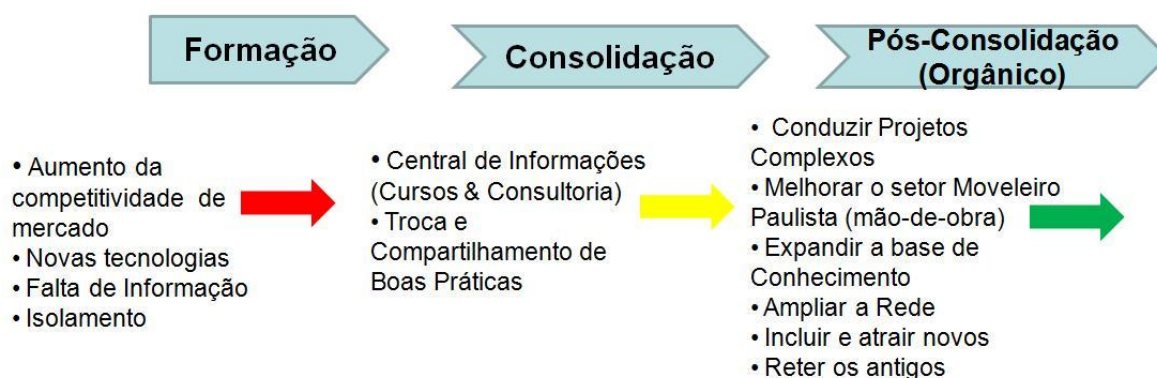 Formação
Consolidação
Pós-Consolidação
(Orgânico)
• Aumento da
competitividade de
mercado
• Novas tecnologias
• Falta de Informação
• Isolamento
• Central de Informações
(Cursos & Consultoria)
• Troca e
Compartilhamento de
Boas Práticas
• Conduzir Projetos
Complexos
• Melhorar o setor Moveleiro
Paulista (mão-de-obra)
• Expandir a base de
Conhecimento
• Ampliar a Rede
• Incluir e atrair novos
• Reter os antigos